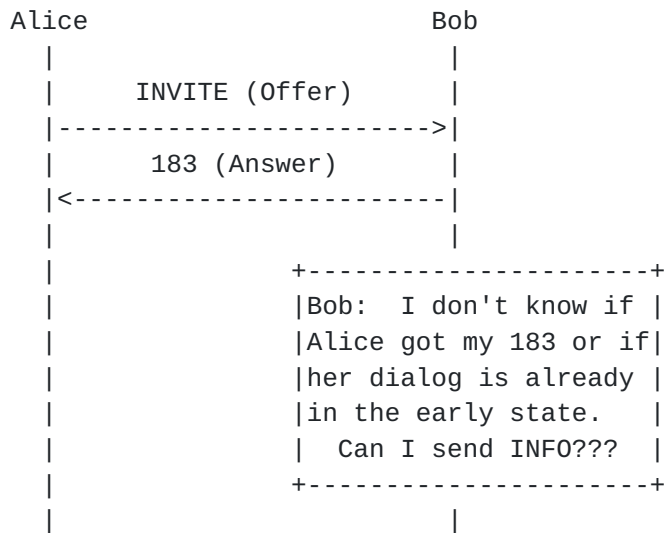 Alice                    Bob
|                        |
|     INVITE (Offer)     |
|----------------------->|
|      183 (Answer)      |
|<-----------------------|
|                        |
|              +---------------------+
|              |Bob:  I don't know if |
|              |Alice got my 183 or if|
|              |her dialog is already |
|              |in the early state.   |
|              |  Can I send INFO???  |
|              +---------------------+
|                        |